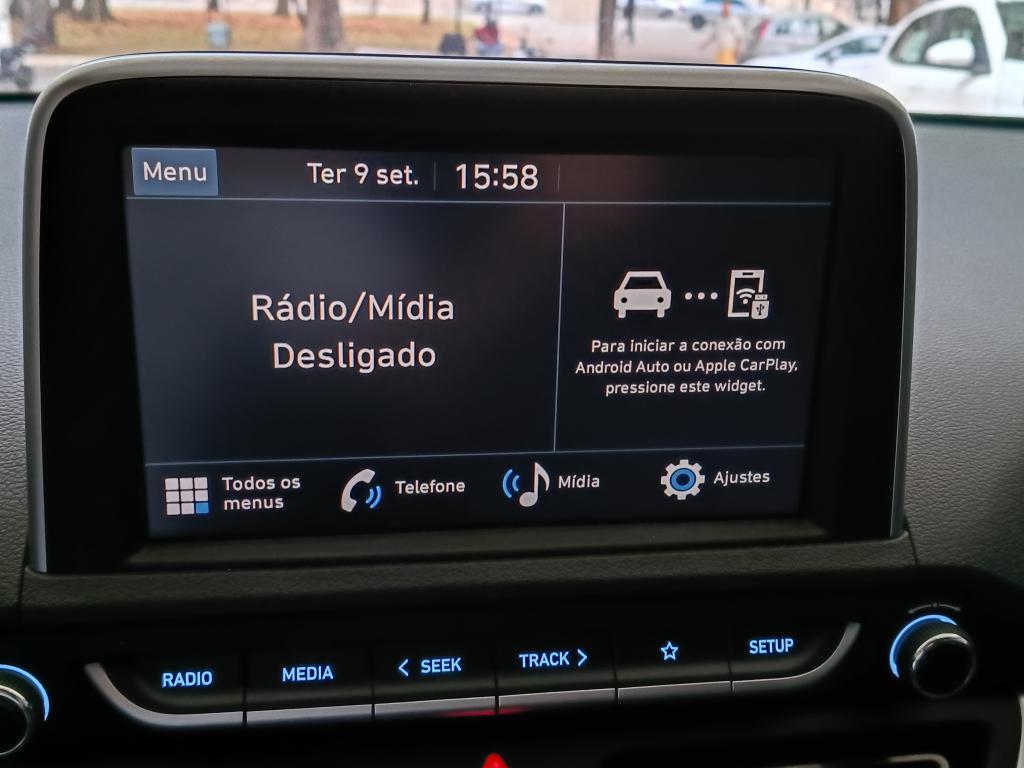 Menu
Ter 9 set.
15:58
Rádio/Mídia
Desligado
Para iniciar a conexão com
Android Auto ou Apple CarPlay,
pressione este widget.
Todos os
menus
Telefone
Mídia
Ajustes
RADIO
MEDIA
< SEEK
TRACK >
SETUP